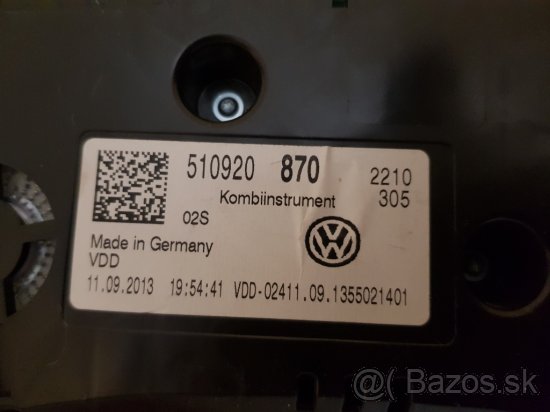 510920 870 2210
Kombiinstrument 305
02S
Made in Germany
VDD
11.09.2013 19:54:41 VDD-02411.09.1355021401
@( Bazos.sk